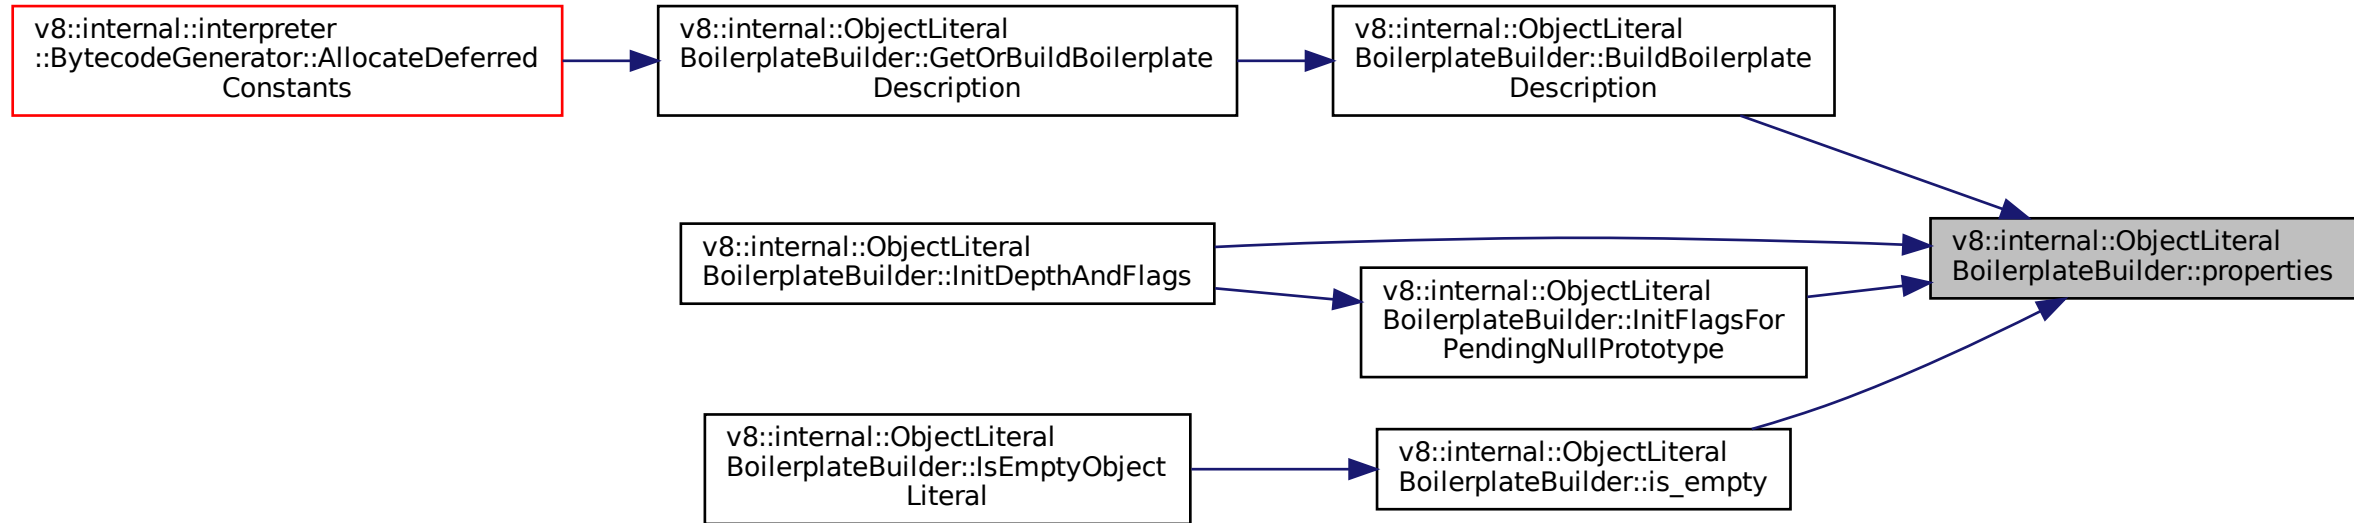 v8::internal::interpreter
::BytecodeGenerator::AllocateDeferred
Constants
v8::internal::ObjectLiteral
BoilerplateBuilder::GetOrBuildBoilerplate
Description
v8::internal::ObjectLiteral
BoilerplateBuilder::BuildBoilerplate
Description
v8::internal::ObjectLiteral
BoilerplateBuilder::properties
v8::internal::ObjectLiteral
BoilerplateBuilder::InitDepthAndFlags
v8::internal::ObjectLiteral
BoilerplateBuilder::InitFlagsFor
PendingNullPrototype
v8::internal::ObjectLiteral
BoilerplateBuilder::IsEmptyObject
Literal
v8::internal::ObjectLiteral
BoilerplateBuilder::is_empty